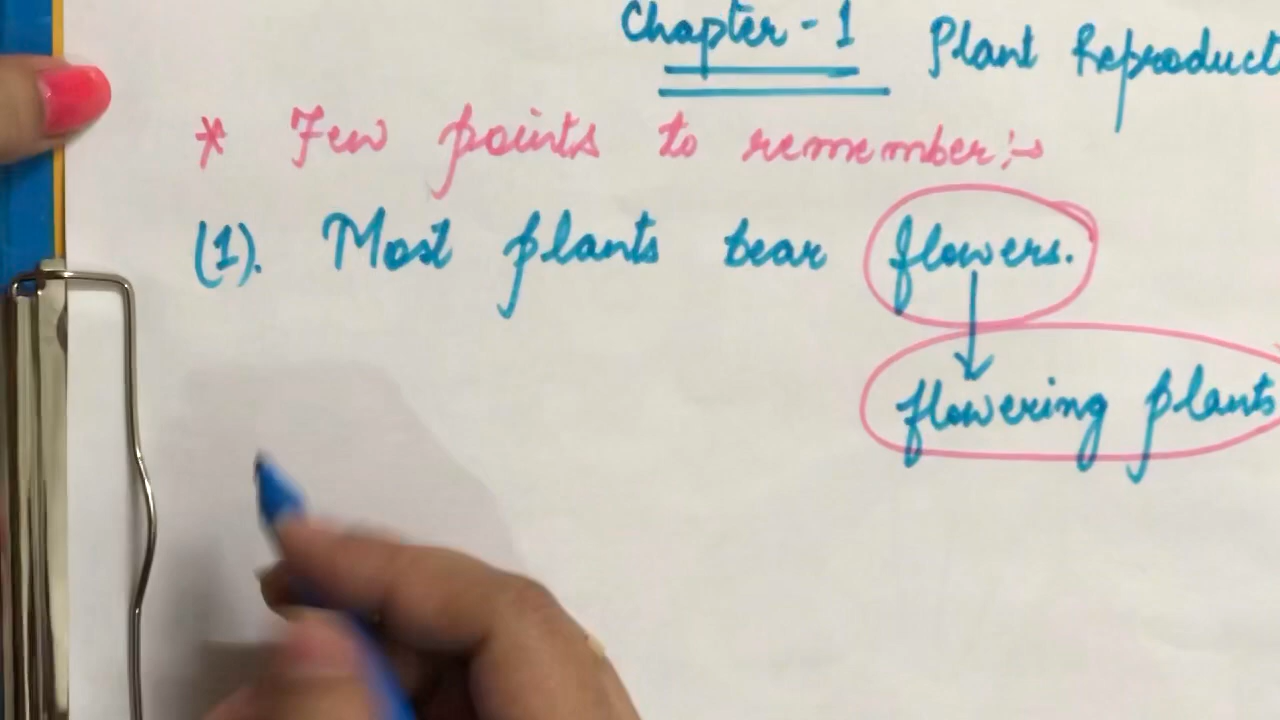 Chapter - 1 Plant Reproduct
* Few points to remember :→
(1). Most plants bear flowers.
flowering plants